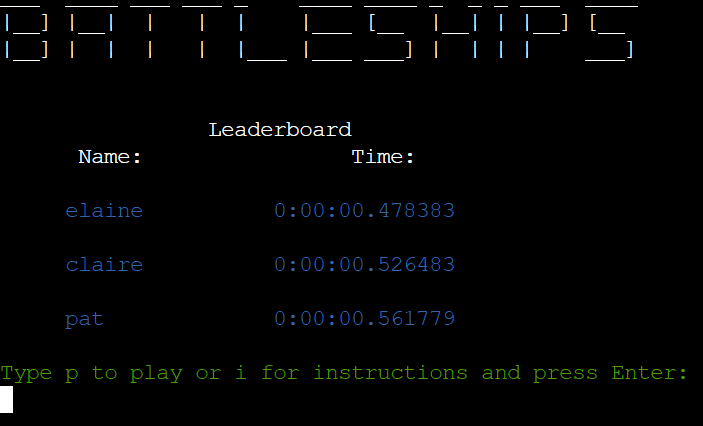 BATTLESHIPS
Leaderboard
Name: Time:
elaine 0:00:00.478383
claire 0:00:00.526483
pat 0:00:00.561779
Type p to play or i for instructions and press Enter: